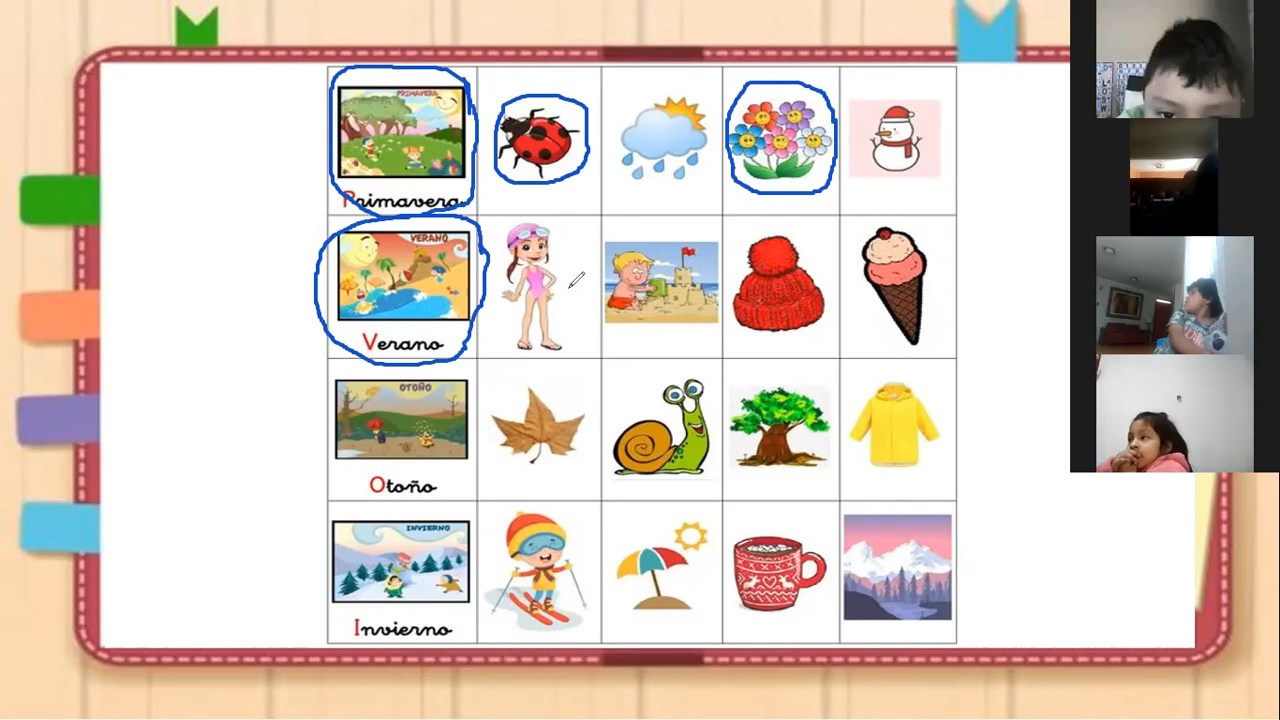 PRIMAVERA
Primavera
VERANO
Verano
OTOÑO
Otoño
INVIERNO
Invierno